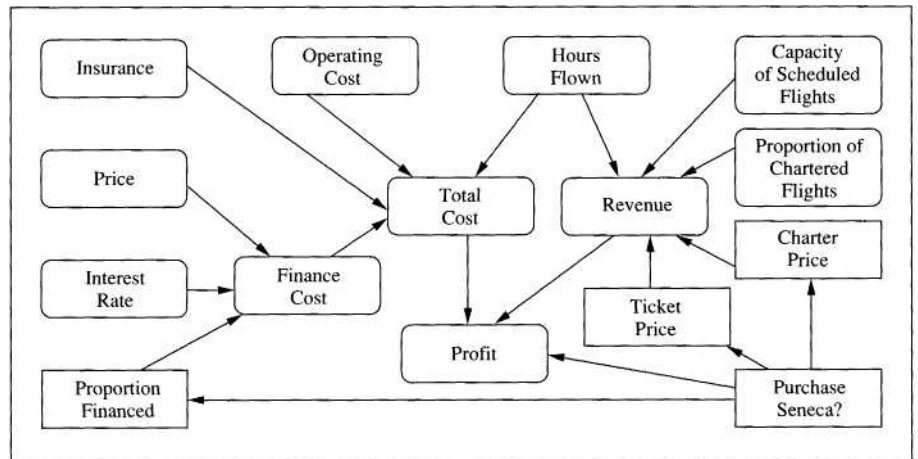 Insurance
Operating
Cost
Hours
Flown
Capacity
of Scheduled
Flights
Price
Total
Cost
Revenue
Proportion of
Chartered
Flights
Interest
Rate
Finance
Cost
Charter
Price
Ticket
Price
Profit
Proportion
Financed
Purchase
Seneca?